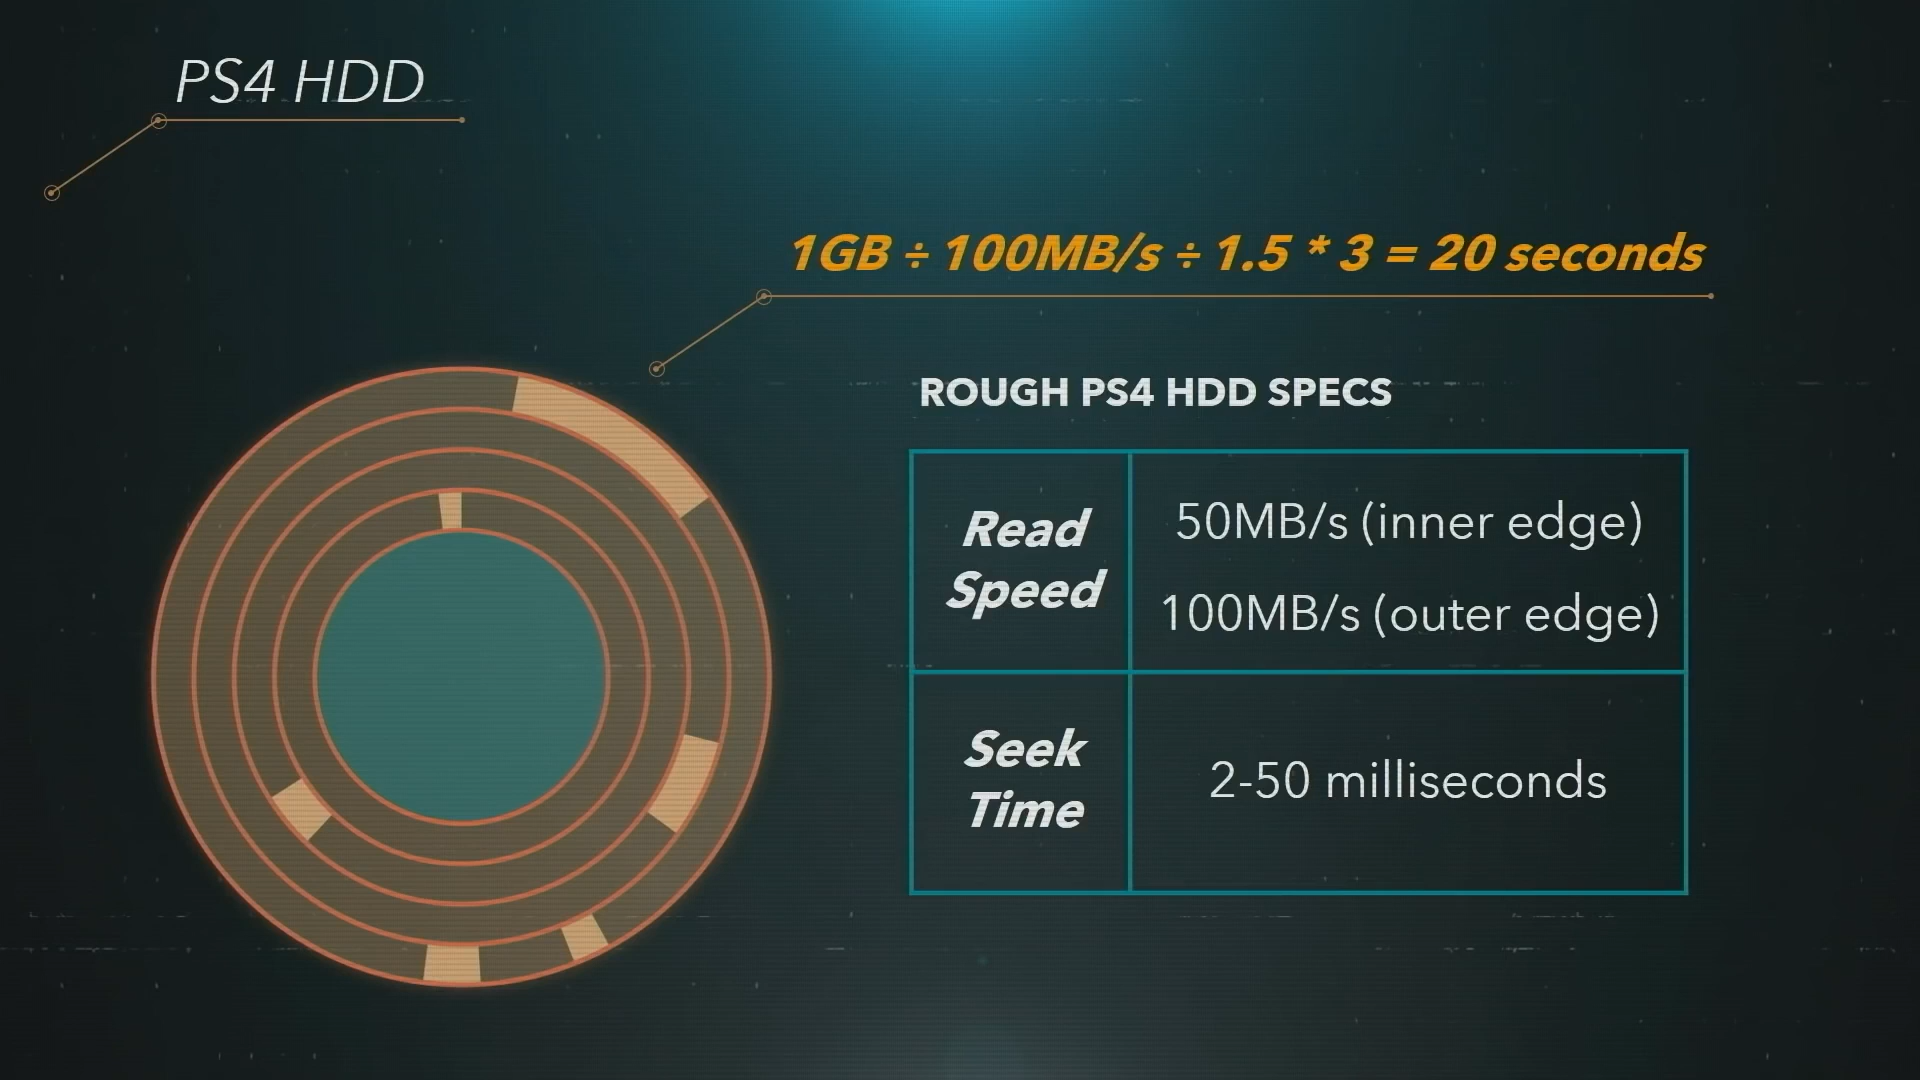 PS4 HDD
1GB ÷ 100MB/s ÷ 1.5 * 3 = 20 seconds
ROUGH PS4 HDD SPECS
Read
Speed
50MB/s (inner edge)
100MB/s (outer edge)
Seek
Time
2-50 milliseconds